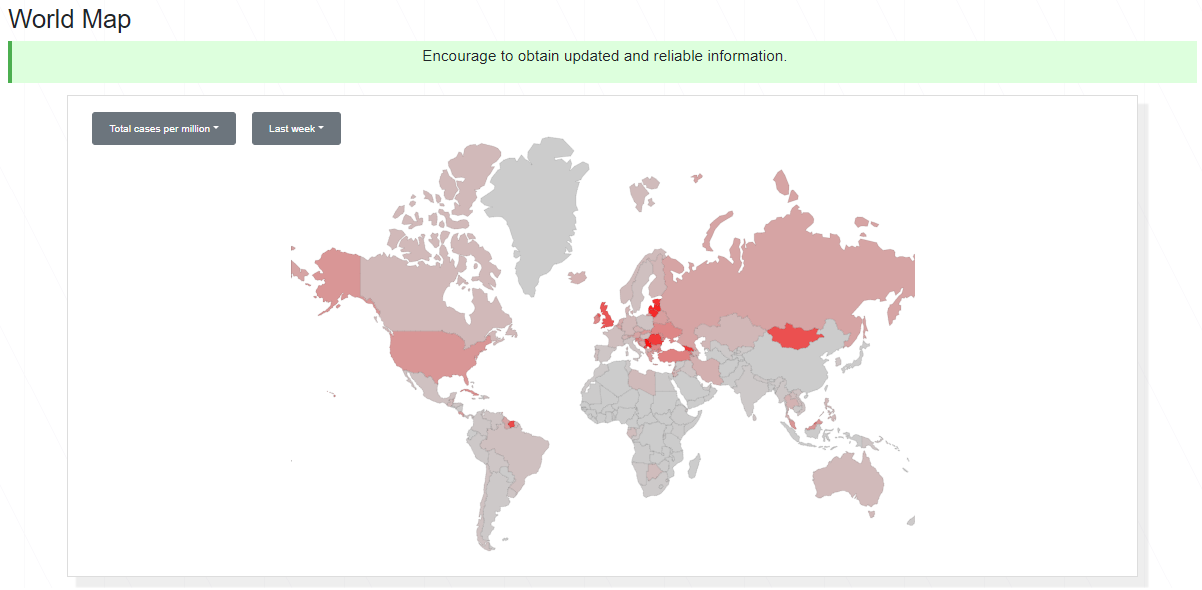 World Map
Encourage to obtain updated and reliable information.
Total cases per million
Last week